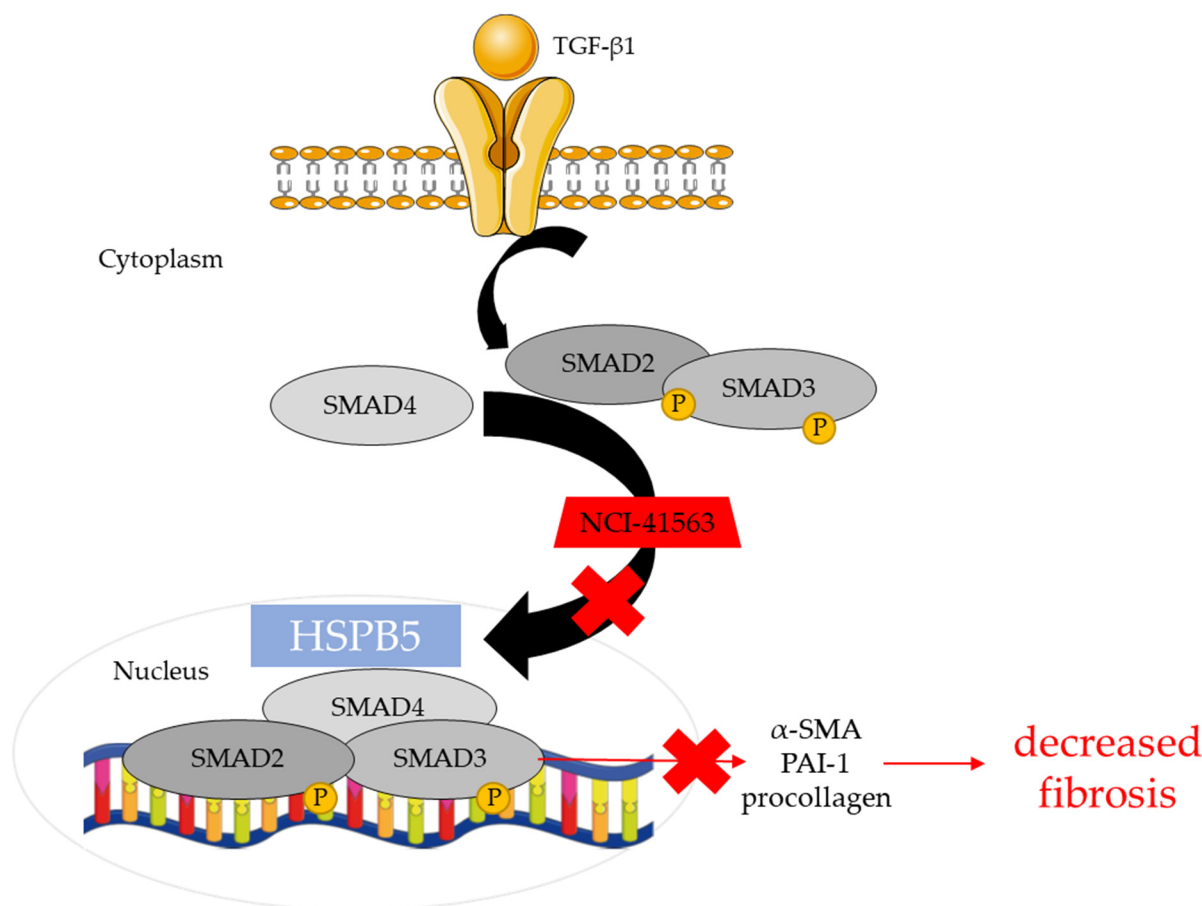 TGF-β1
Cytoplasm
SMAD2
SMAD3
SMAD4
P
P
NCI-41563
HSPB5
Nucleus
SMAD4
SMAD2
SMAD3
P
P
α-SMA
PAI-1
procollagen
decreased
fibrosis